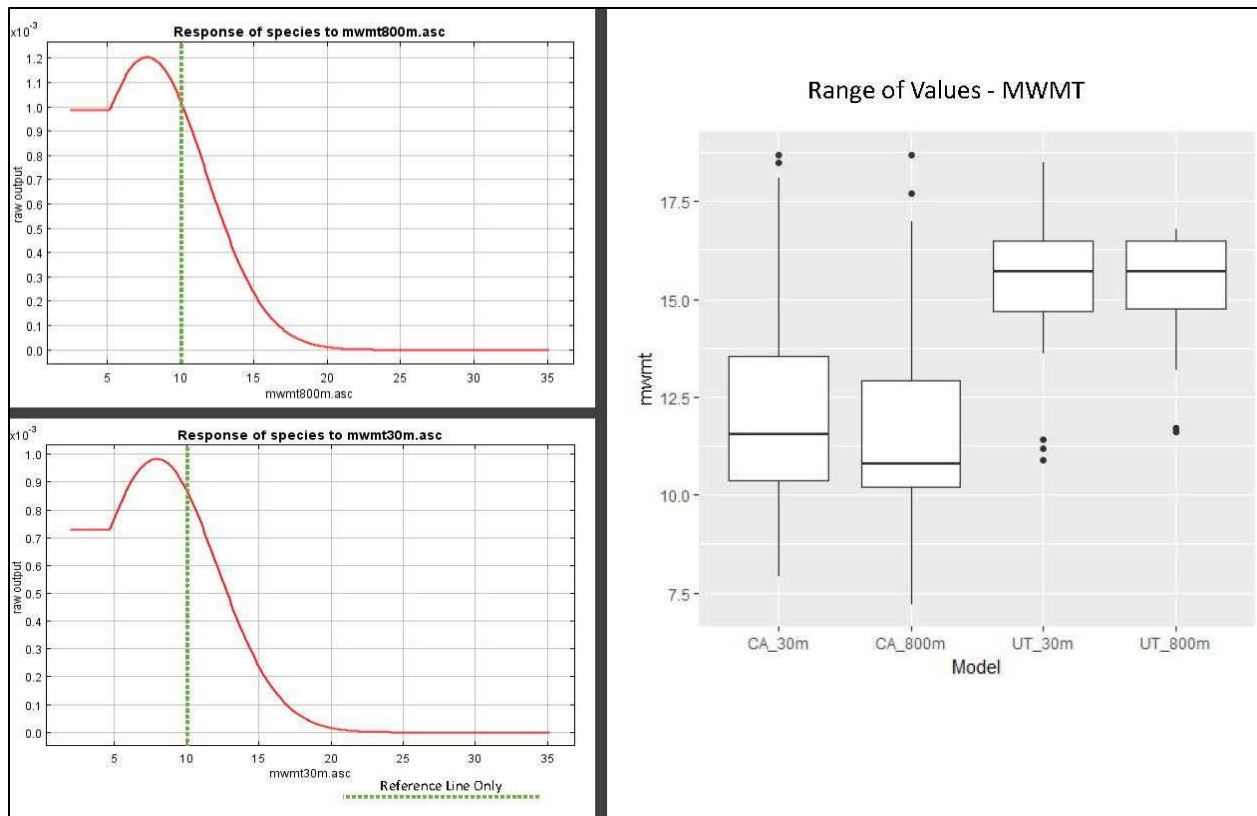 x10⁻³
Response of species to mwmt800m.asc
1.2
1.1
1.0
0.9
0.8
0.7
0.6
0.5
0.4
0.3
0.2
0.1
0.0
raw output
5 10 15 20 25 30 35
mwmt800m.asc
x10⁻³
Response of species to mwmt30m.asc
1.0
0.9
0.8
0.7
0.6
0.5
0.4
0.3
0.2
0.1
0.0
raw output
5 10 15 20 25 30 35
mwmt30m.asc
Reference Line Only
Range of Values - MWMT
17.5
15.0
12.5
10.0
7.5
mwmt
CA_30m CA_800m UT_30m UT_800m
Model